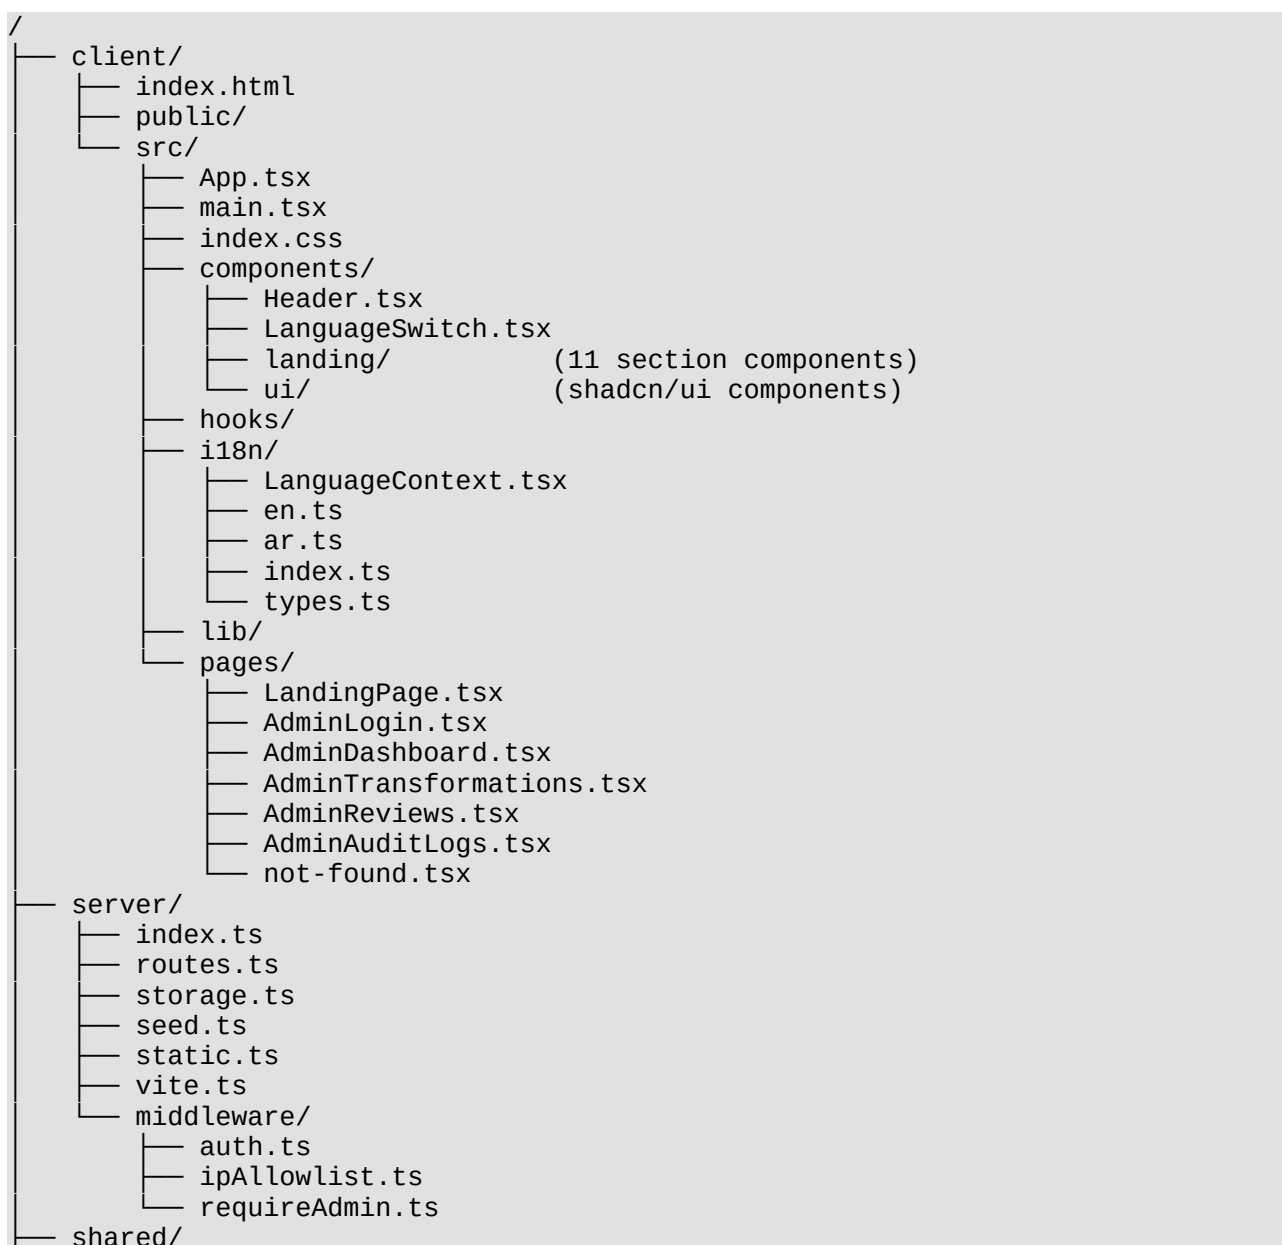 /
├── client/
│   ├── index.html
│   ├── public/
│   └── src/
│       ├── App.tsx
│       ├── main.tsx
│       ├── index.css
│       ├── components/
│       │   ├── Header.tsx
│       │   ├── LanguageSwitch.tsx
│       │   ├── landing/          (11 section components)
│       │   └── ui/               (shadcn/ui components)
│       ├── hooks/
│       ├── i18n/
│       │   ├── LanguageContext.tsx
│       │   ├── en.ts
│       │   ├── ar.ts
│       │   ├── index.ts
│       │   └── types.ts
│       ├── lib/
│       └── pages/
│           ├── LandingPage.tsx
│           ├── AdminLogin.tsx
│           ├── AdminDashboard.tsx
│           ├── AdminTransformations.tsx
│           ├── AdminReviews.tsx
│           ├── AdminAuditLogs.tsx
│           └── not-found.tsx
├── server/
│   ├── index.ts
│   ├── routes.ts
│   ├── storage.ts
│   ├── seed.ts
│   ├── static.ts
│   ├── vite.ts
│   └── middleware/
│       ├── auth.ts
│       ├── ipAllowlist.ts
│       └── requireAdmin.ts
├── shared/